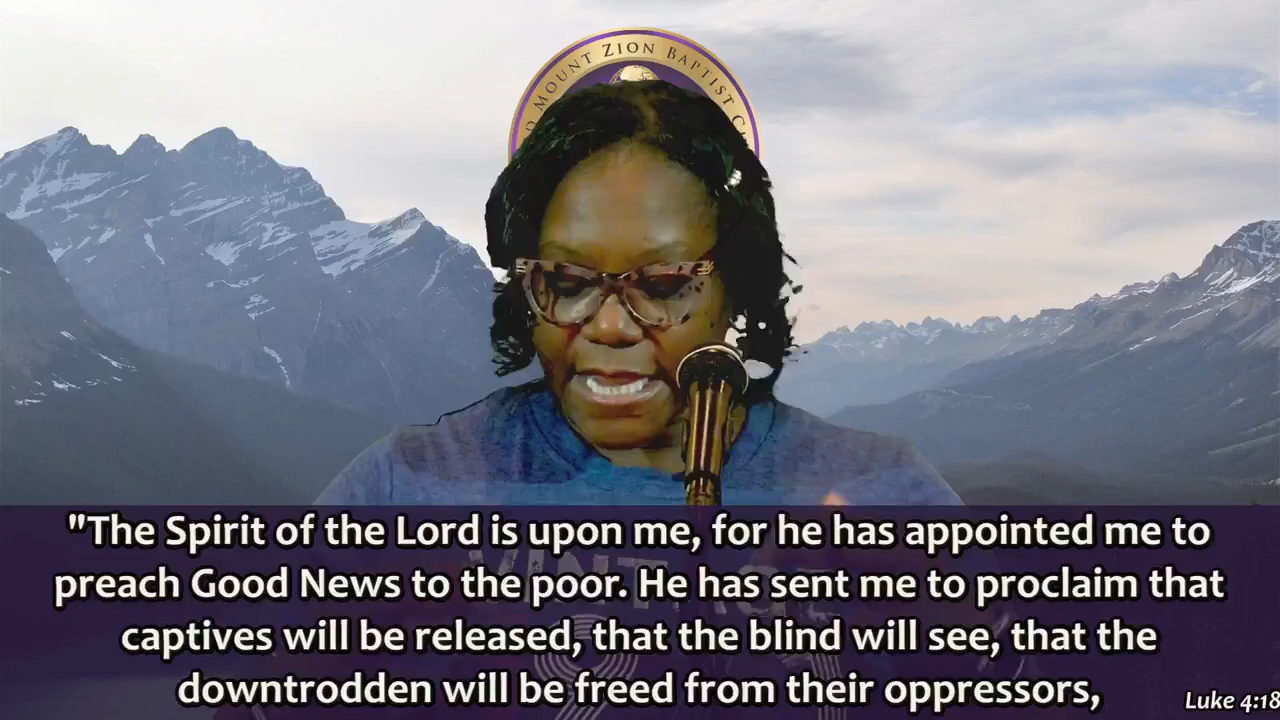 MOUNT ZION BAPTIST
"The Spirit of the Lord is upon me, for he has appointed me to
preach Good News to the poor. He has sent me to proclaim that
captives will be released, that the blind will see, that the
downtrodden will be freed from their oppressors,
Luke 4:18